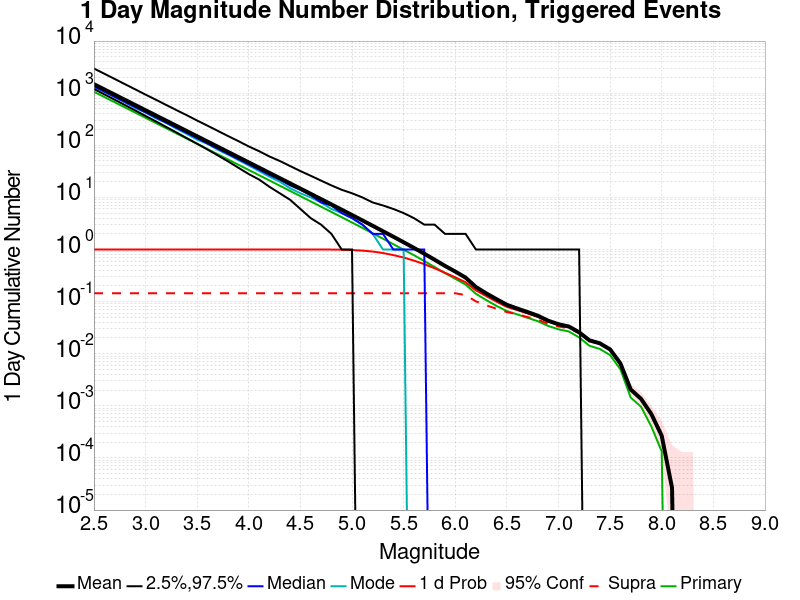 1 Day Magnitude Number Distribution, Triggered Events
1 Day Cumulative Number
10^4
10^3
10^2
10^1
10^0
10^-1
10^-2
10^-3
10^-4
10^-5
2.5 3.0 3.5 4.0 4.5 5.0 5.5 6.0 6.5 7.0 7.5 8.0 8.5 9.0
Magnitude
Mean 2.5%,97.5% Median Mode 1 d Prob 95% Conf Supra Primary